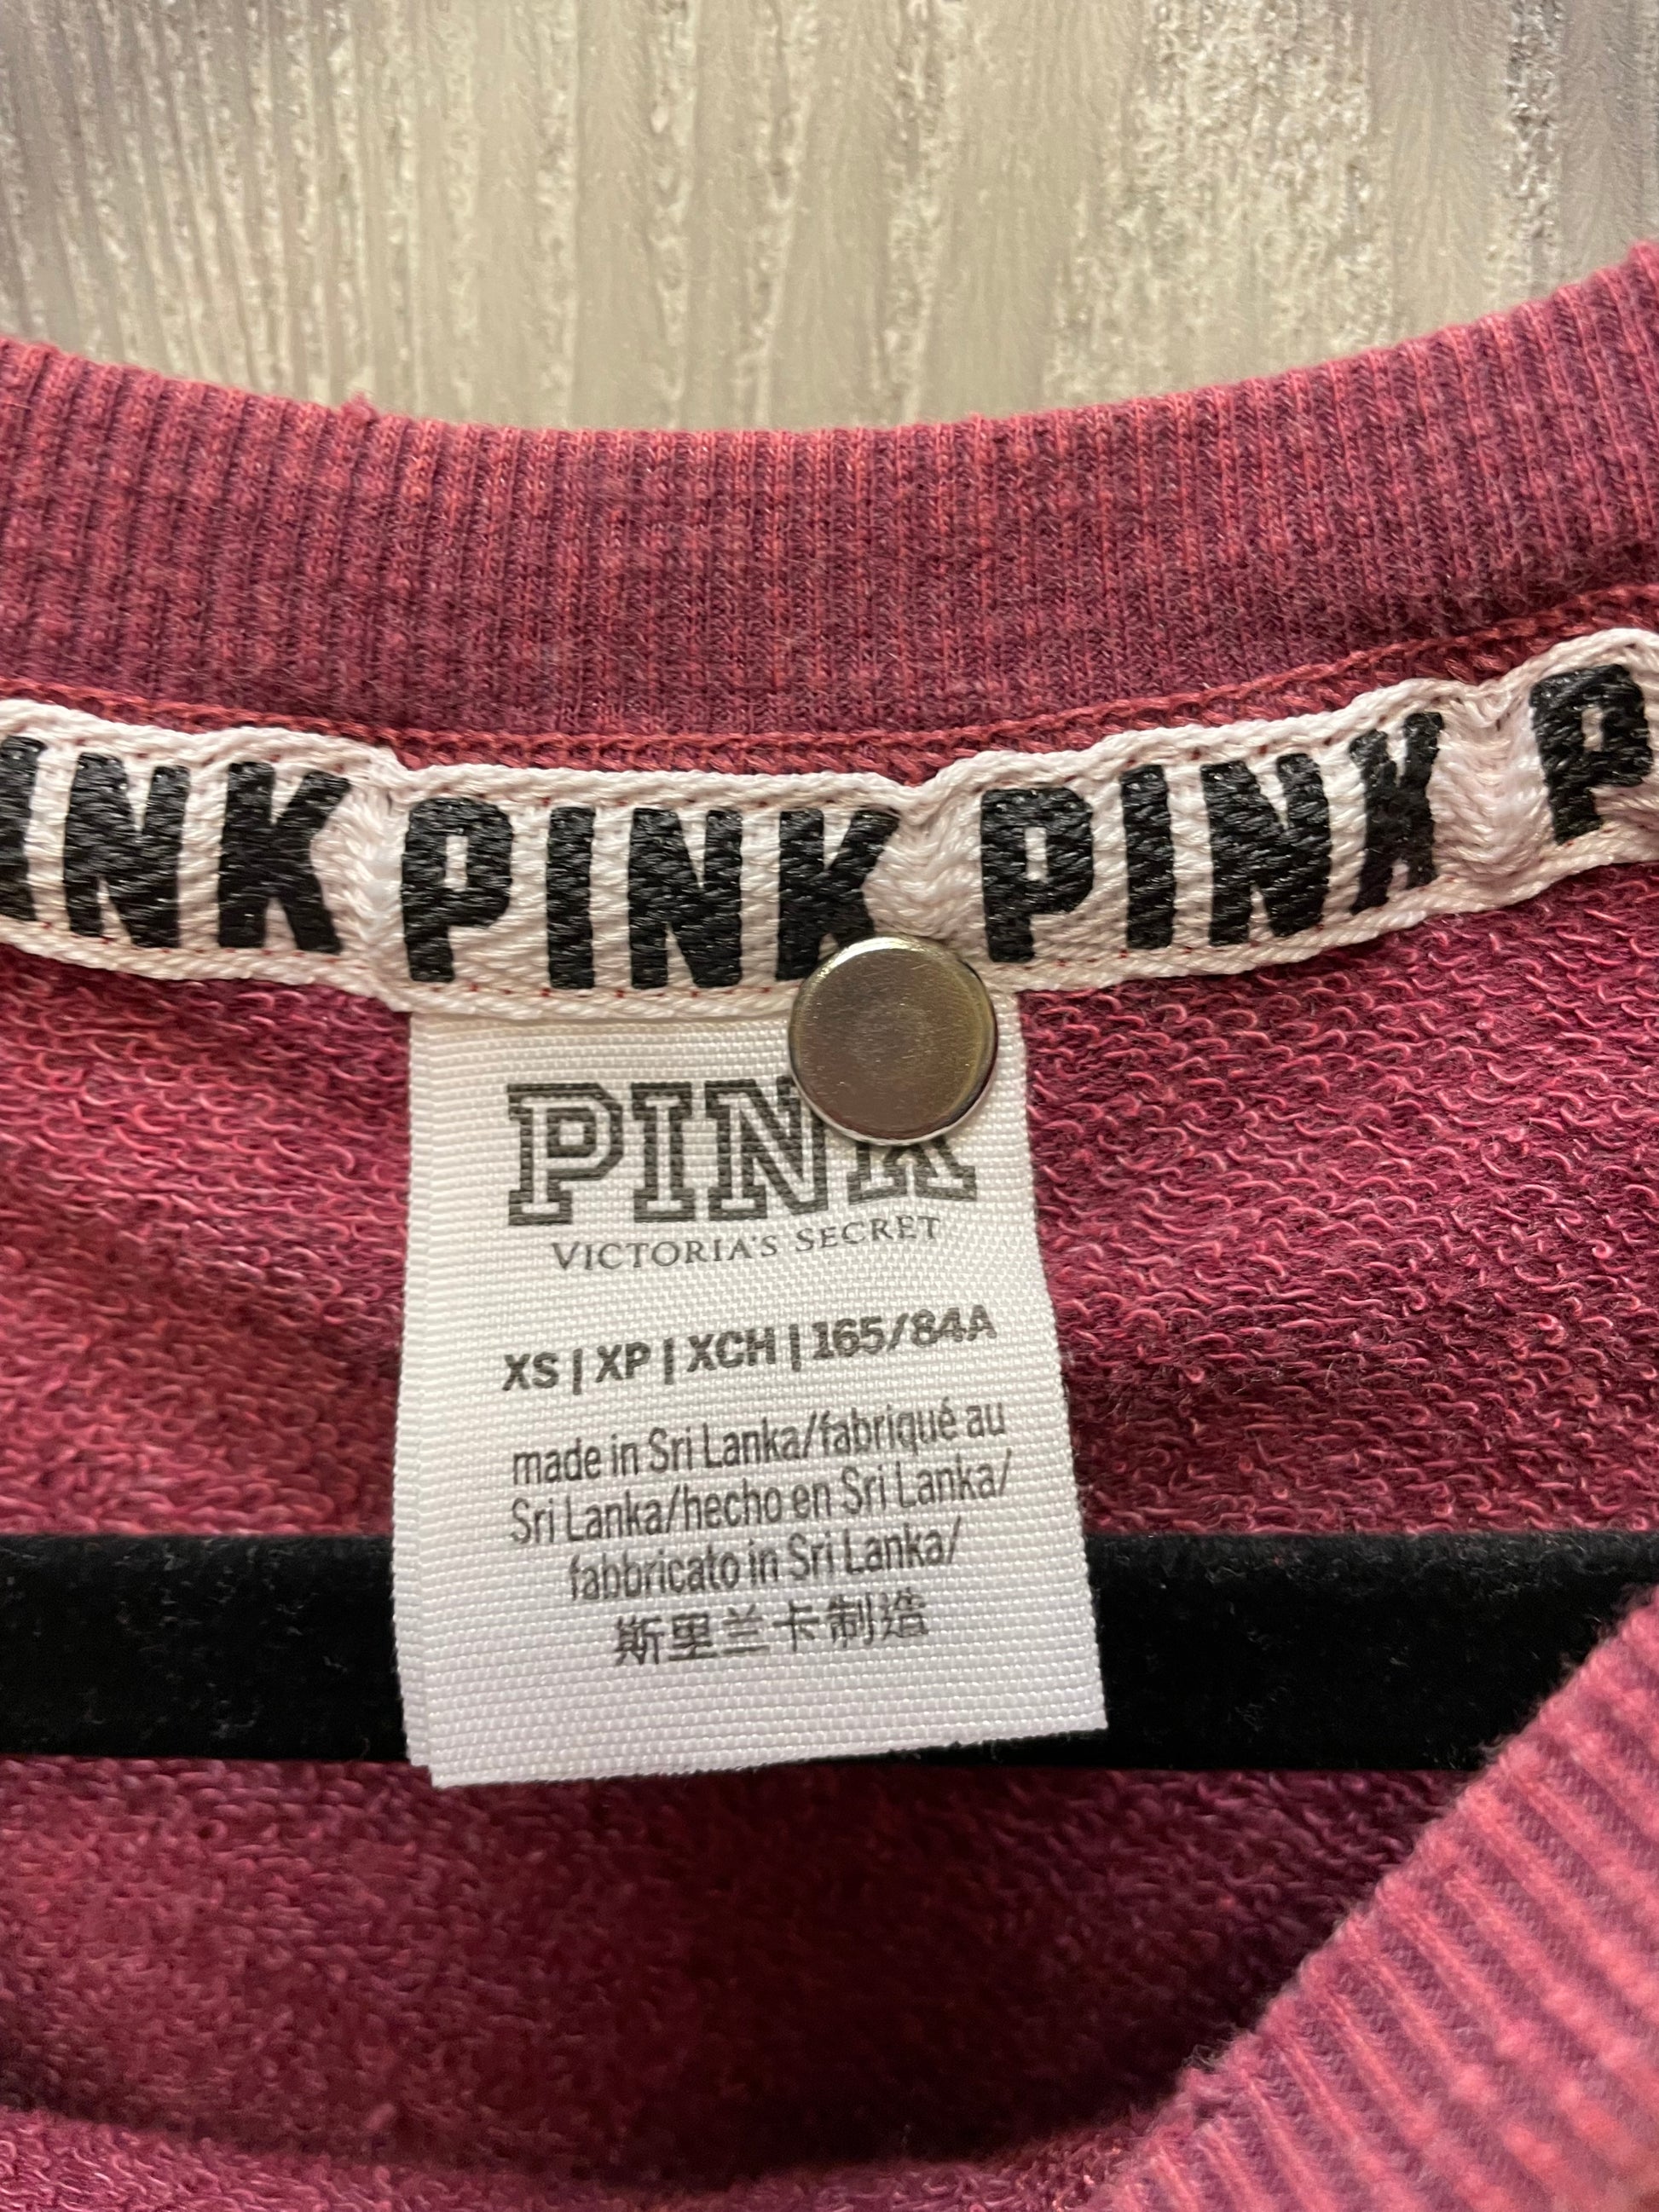 INK PINK PINK P
PINK
VICTORIA'S SECRET
XS | XP | XCH | 165/84A
made in Sri Lanka/fabriqué au
Sri Lanka/hecho en Sri Lanka/
fabbricato in Sri Lanka/
斯里兰卡制造